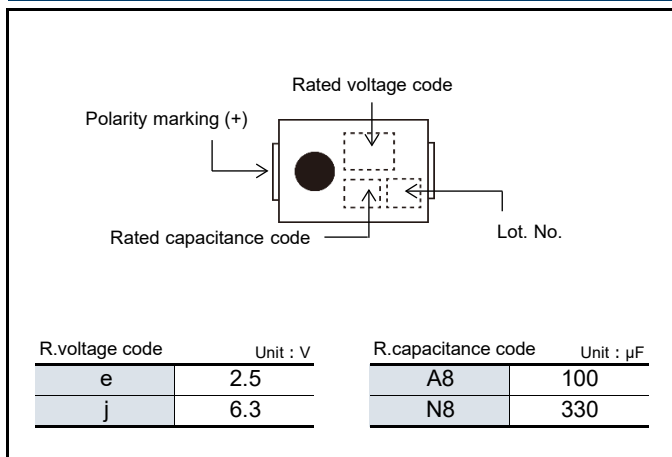 Rated voltage code
Polarity marking (+)
Rated capacitance code
Lot. No.
R.voltage code Unit : V
e 2.5
j 6.3
R.capacitance code Unit : µF
A8 100
N8 330